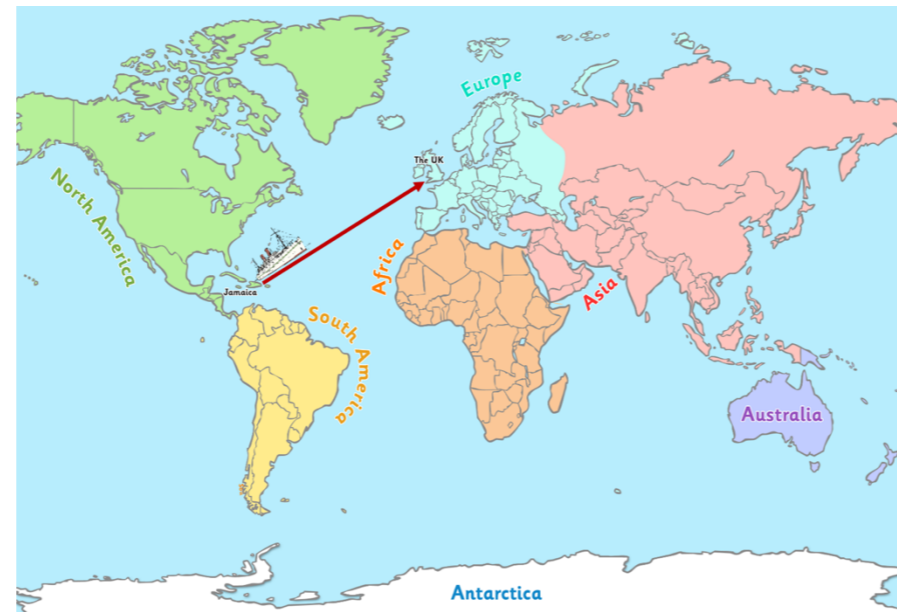 Europe
The UK
North America
Africa
Jamaica
Asia
South America
Australia
Antarctica